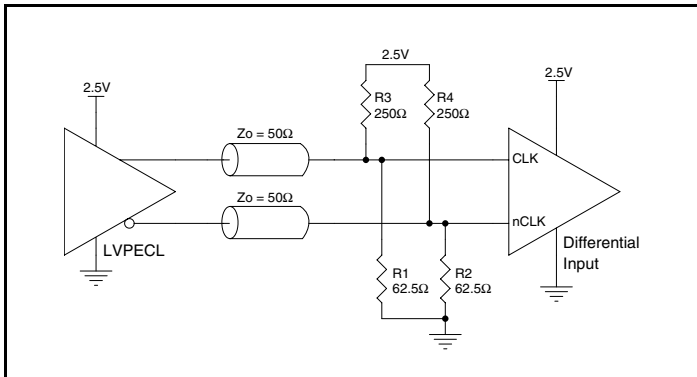 2.5V
2.5V
2.5V
R3
250Ω
R4
250Ω
Zo = 50Ω
CLK
Zo = 50Ω
nCLK
LVPECL
Differential
Input
R1
62.5Ω
R2
62.5Ω